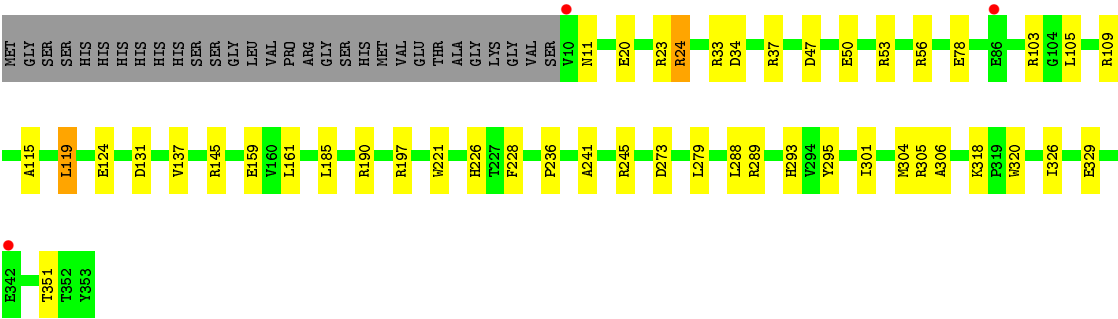 MET GLY SER SER HIS HIS HIS HIS HIS HIS SER SER GLY LEU VAL PRO ARG GLY SER HIS MET VAL GLU THR ALA GLY LYS GLY VAL SER V10 N11 E20 R23 R24 R33 D34 R37 D47 E50 R53 R56 E78 E86 R103 G104 L105 R109
A115 L119 E124 D131 V137 R145 E159 V160 L161 L185 R190 R197 W221 H226 T227 F228 P236 A241 R245 D273 L279 L288 R289 H293 V294 Y295 I301 M304 R305 A306 K318 P319 W320 I326 E329
E342 T351 T352 Y353